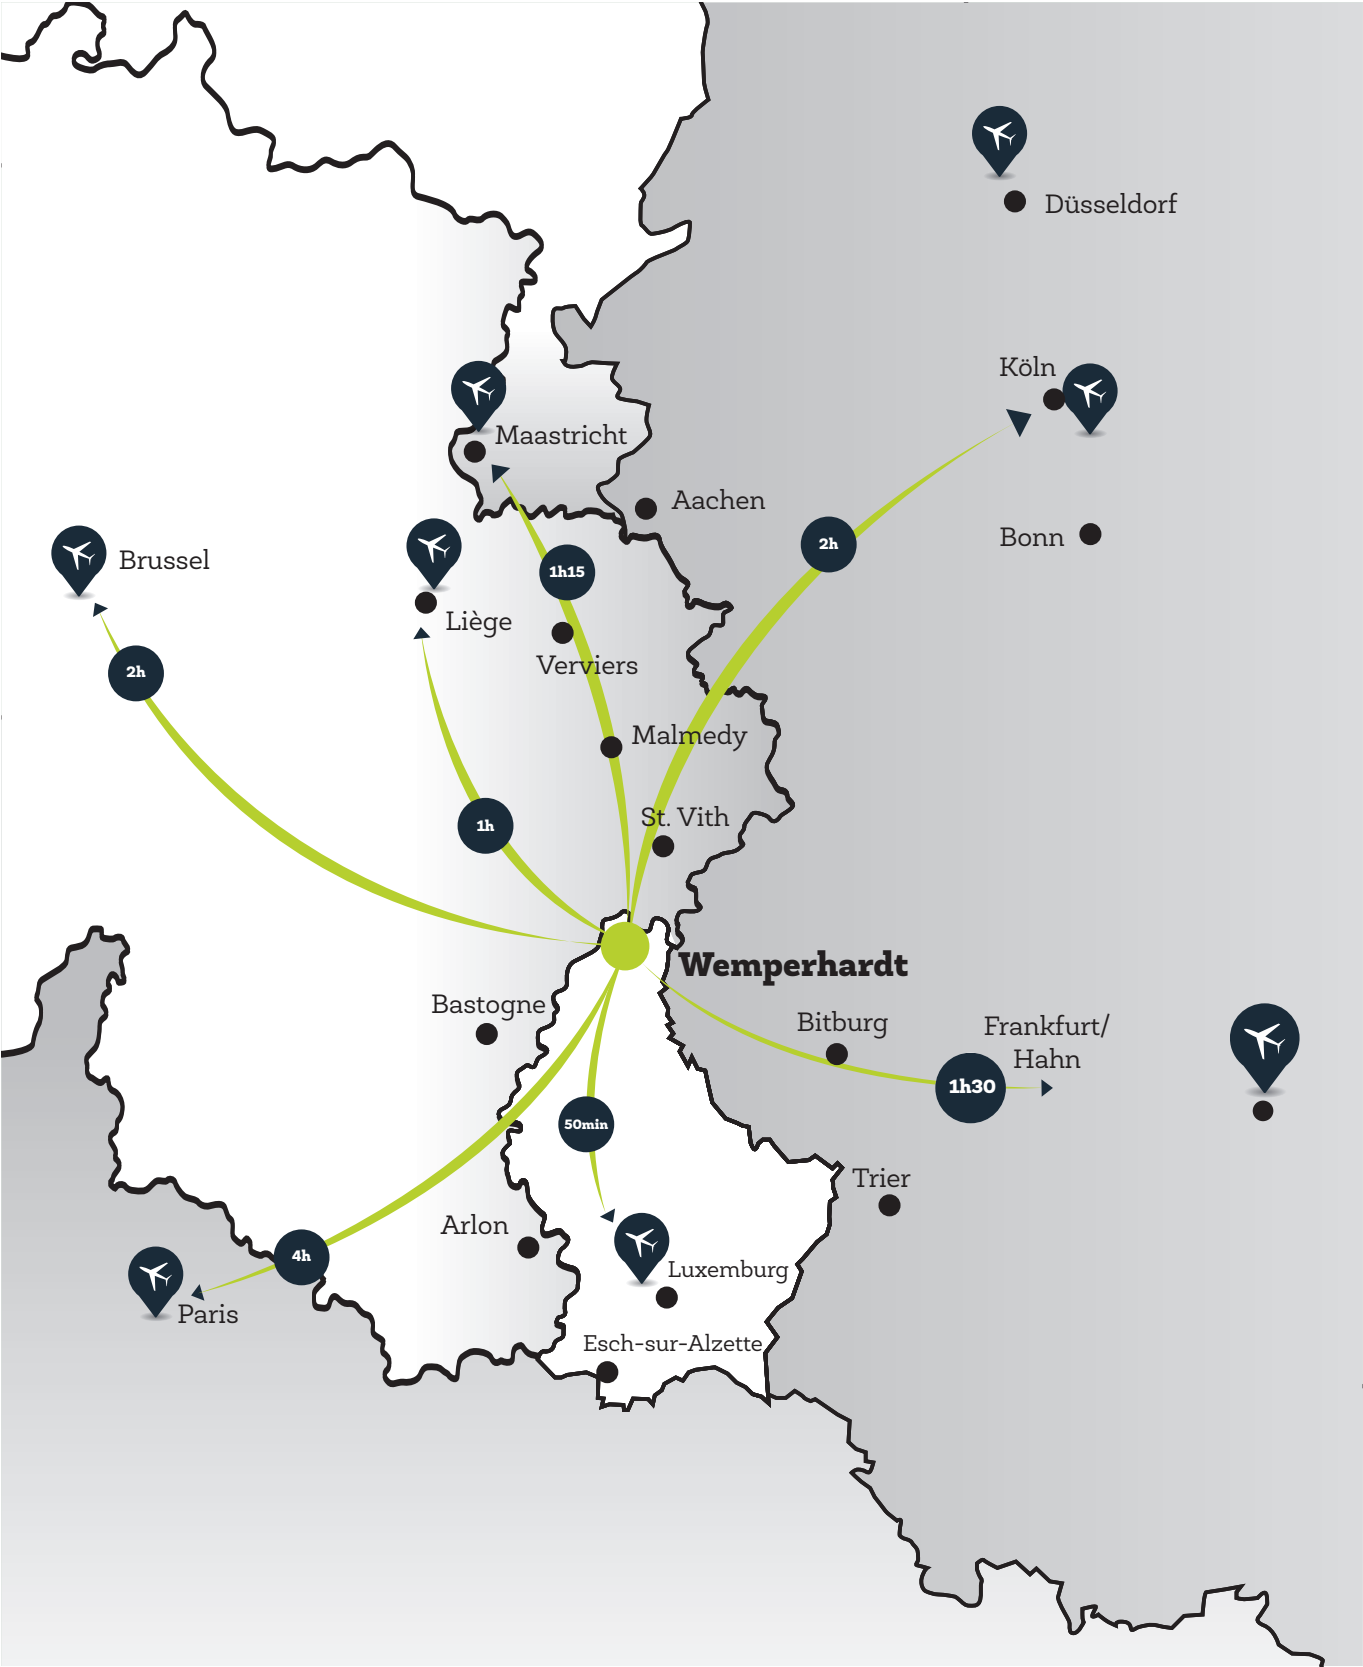 Düsseldorf
Köln
Maastricht
Aachen
Bonn
2h
Brussel
1h15
Liège
Verviers
2h
Malmedy
St. Vith
1h
Wemperhardt
Bastogne
Bitburg
Frankfurt/
Hahn
1h30
50min
Trier
Arlon
4h
Luxemburg
Paris
Esch-sur-Alzette